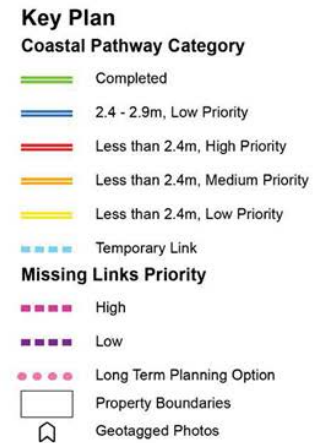 Key Plan
Coastal Pathway Category
Completed
2.4 - 2.9m, Low Priority
Less than 2.4m, High Priority
Less than 2.4m, Medium Priority
Less than 2.4m, Low Priority
Temporary Link
Missing Links Priority
High
Low
Long Term Planning Option
Property Boundaries
Geotagged Photos